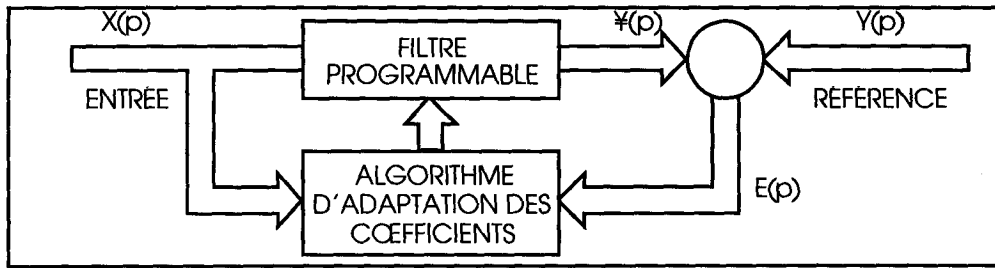 X(p)
¥(p)
Y(p)
FILTRE
PROGRAMMABLE
ENTRÉE
RÉFÉRENCE
ALGORITHME
D'ADAPTATION DES
CŒFFICIENTS
E(p)